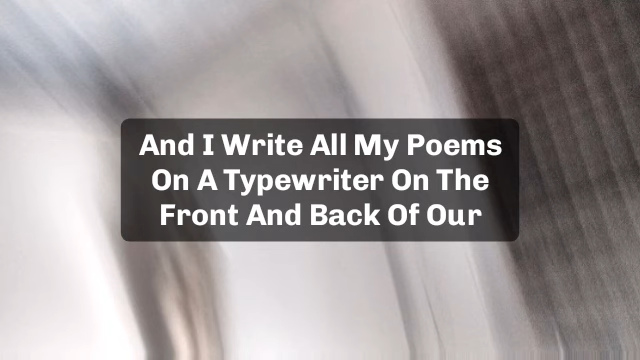 And I Write All My Poems
On A Typewriter On The
Front And Back Of Our